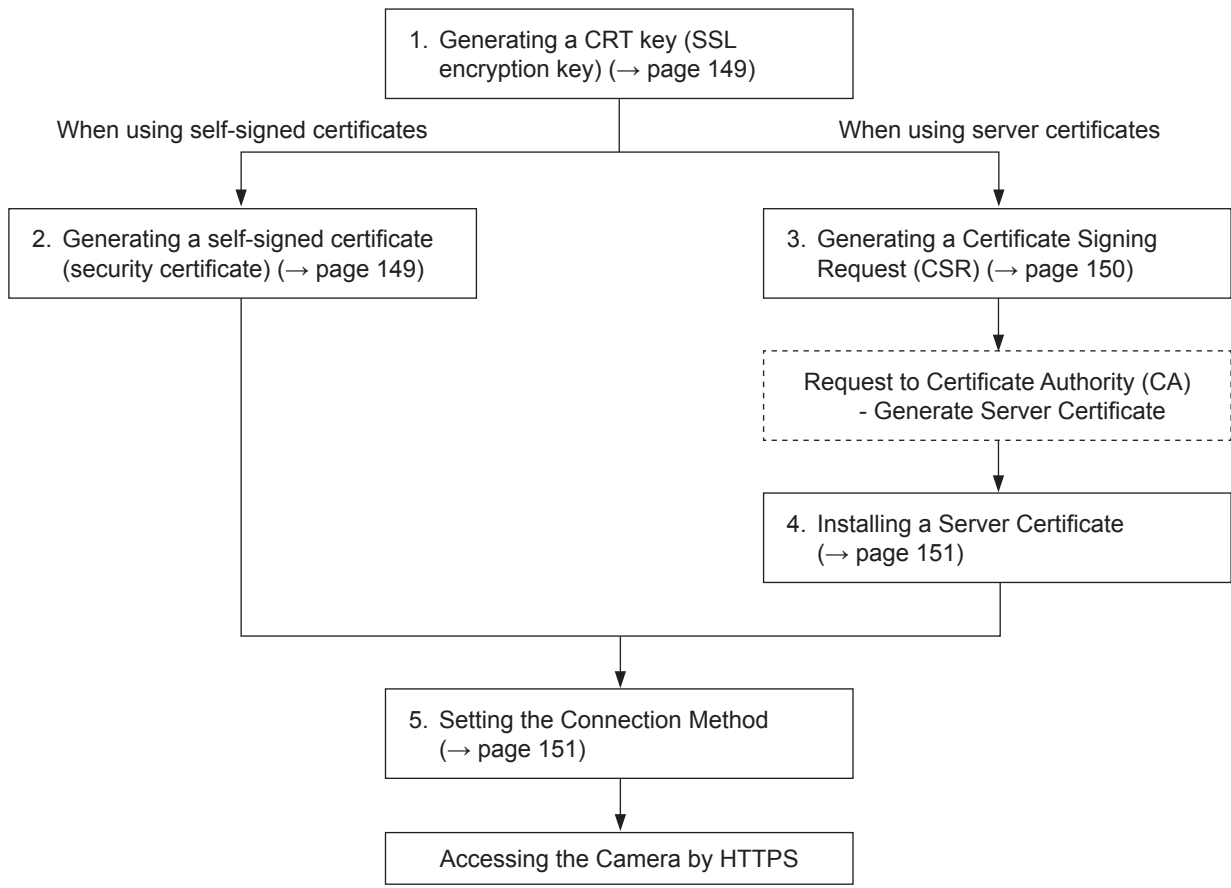 1. Generating a CRT key (SSL
encryption key) (→ page 149)
When using self-signed certificates
When using server certificates
2. Generating a self-signed certificate
(security certificate) (→ page 149)
3. Generating a Certificate Signing
Request (CSR) (→ page 150)
Request to Certificate Authority (CA)
- Generate Server Certificate
4. Installing a Server Certificate
(→ page 151)
5. Setting the Connection Method
(→ page 151)
Accessing the Camera by HTTPS